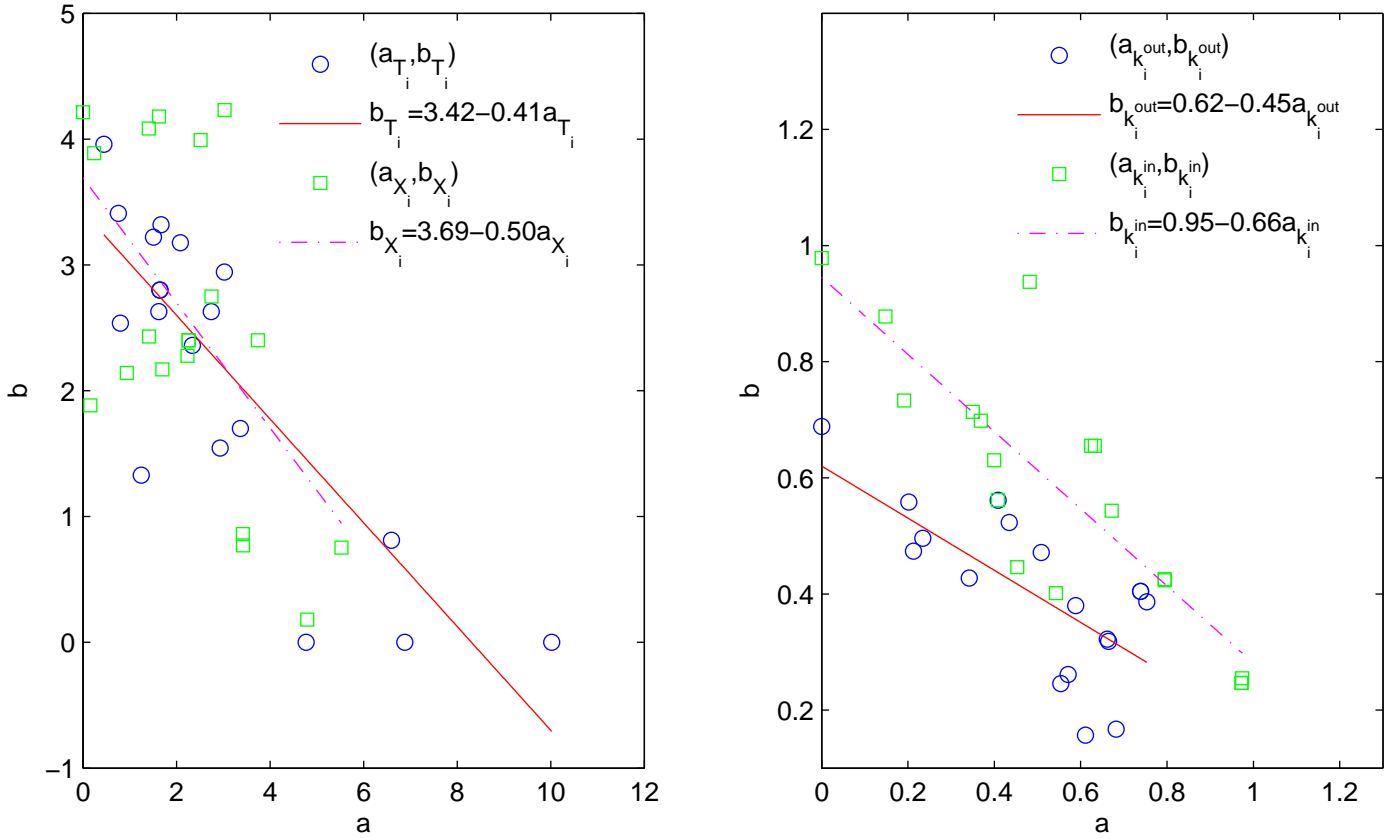 5
4
3
2
1
0
−1
0 2 4 6 8 10 12
a
b
(a_{T_i},b_{T_i})
b_{T_i}=3.42−0.41a_{T_i}
(a_{X_i},b_{X_i})
b_{X_i}=3.69−0.50a_{X_i}
1.2
1
0.8
0.6
0.4
0.2
0 0.2 0.4 0.6 0.8 1 1.2
a
b
(a_{k_i^{out}},b_{k_i^{out}})
b_{k_i^{out}}=0.62−0.45a_{k_i^{out}}
(a_{k_i^{in}},b_{k_i^{in}})
b_{k_i^{in}}=0.95−0.66a_{k_i^{in}}